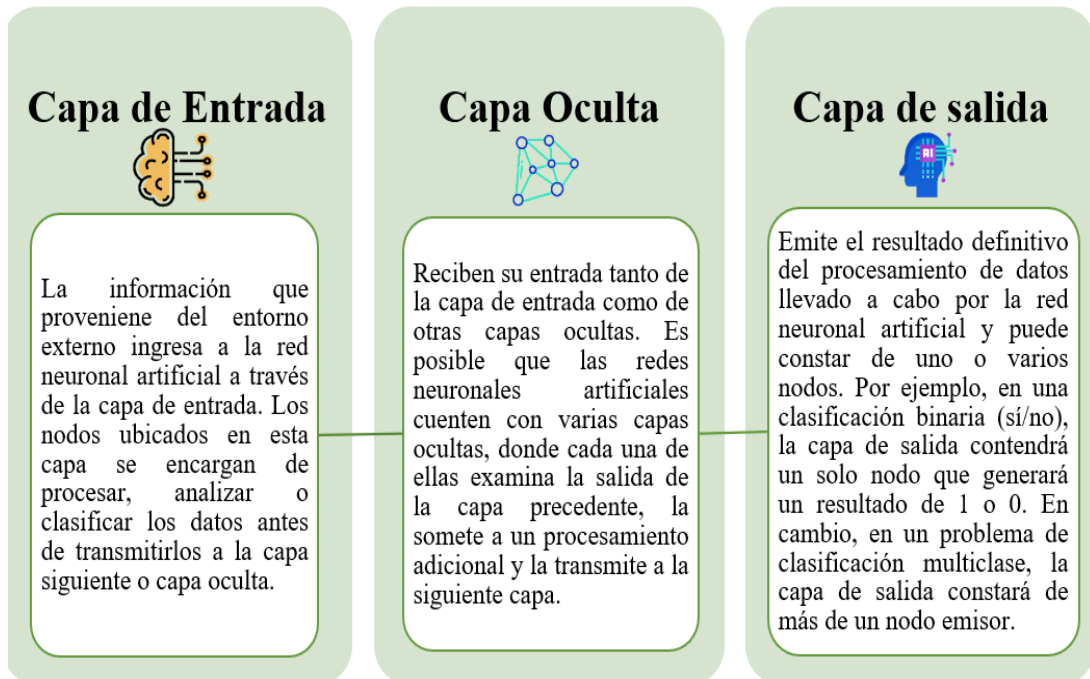 Capa de Entrada
La información que
proveniene del entorno
externo ingresa a la red
neuronal artificial a través
de la capa de entrada. Los
nodos ubicados en esta
capa se encargan de
procesar, analizar o
clasificar los datos antes
de transmitirlos a la capa
siguiente o capa oculta.
Capa Oculta
Reciben su entrada tanto de
la capa de entrada como de
otras capas ocultas. Es
posible que las redes
neuronales artificiales
cuenten con varias capas
ocultas, donde cada una de
ellas examina la salida de
la capa precedente, la
somete a un procesamiento
adicional y la transmite a la
siguiente capa.
Capa de salida
AI
Emite el resultado definitivo
del procesamiento de datos
llevado a cabo por la red
neuronal artificial y puede
constar de uno o varios
nodos. Por ejemplo, en una
clasificación binaria (sí/no),
la capa de salida contendrá
un solo nodo que generará
un resultado de 1 o 0. En
cambio, en un problema de
clasificación multiclase, la
capa de salida constará de
más de un nodo emisor.